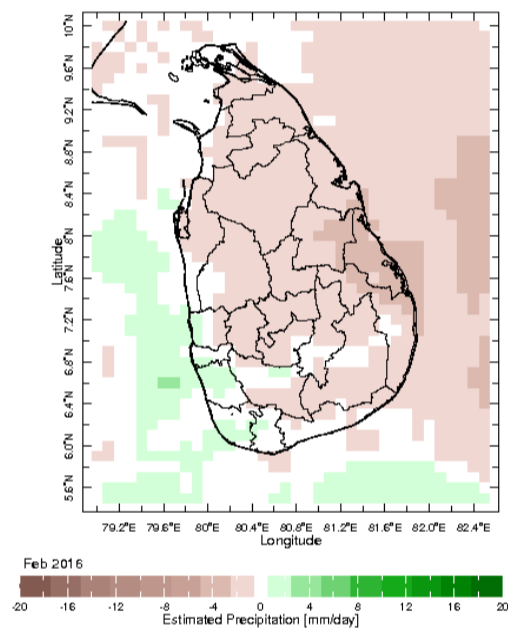 10°N
9.6°N
9.2°N
8.8°N
8.4°N
8°N
7.6°N
7.2°N
6.8°N
6.4°N
6.0°N
5.6°N
Latitude
79.2°E 79.6°E 80°E 80.4°E 80.8°E 81.2°E 81.6°E 82.0°E 82.4°E
Longitude
Feb 2016
-20 -16 -12 -8 -4 0 4 8 12 16 20
Estimated Precipitation [mm/day]